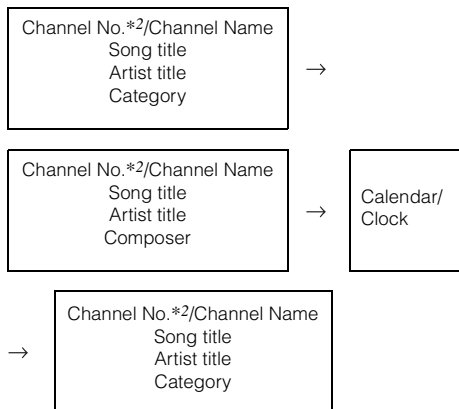 Channel No.*2/Channel Name
Song title
Artist title
Category
→
Channel No.*2/Channel Name
Song title
Artist title
Composer
→
Calendar/
Clock
→
Channel No.*2/Channel Name
Song title
Artist title
Category